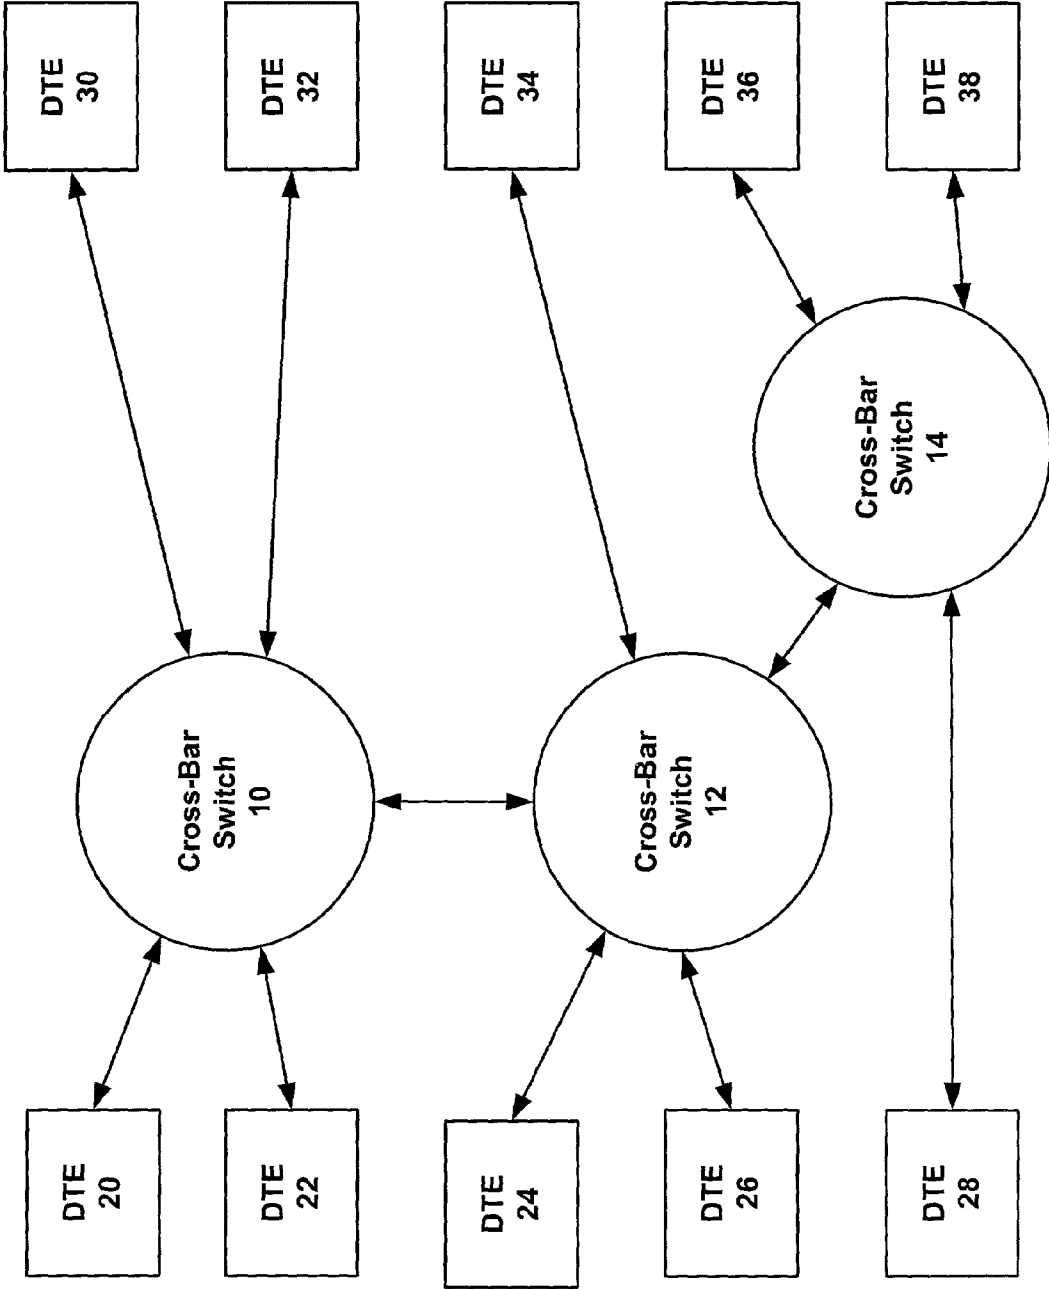 DTE
20
DTE
22
DTE
24
DTE
26
DTE
28
Cross-Bar
Switch
10
Cross-Bar
Switch
12
Cross-Bar
Switch
14
DTE
30
DTE
32
DTE
34
DTE
36
DTE
38